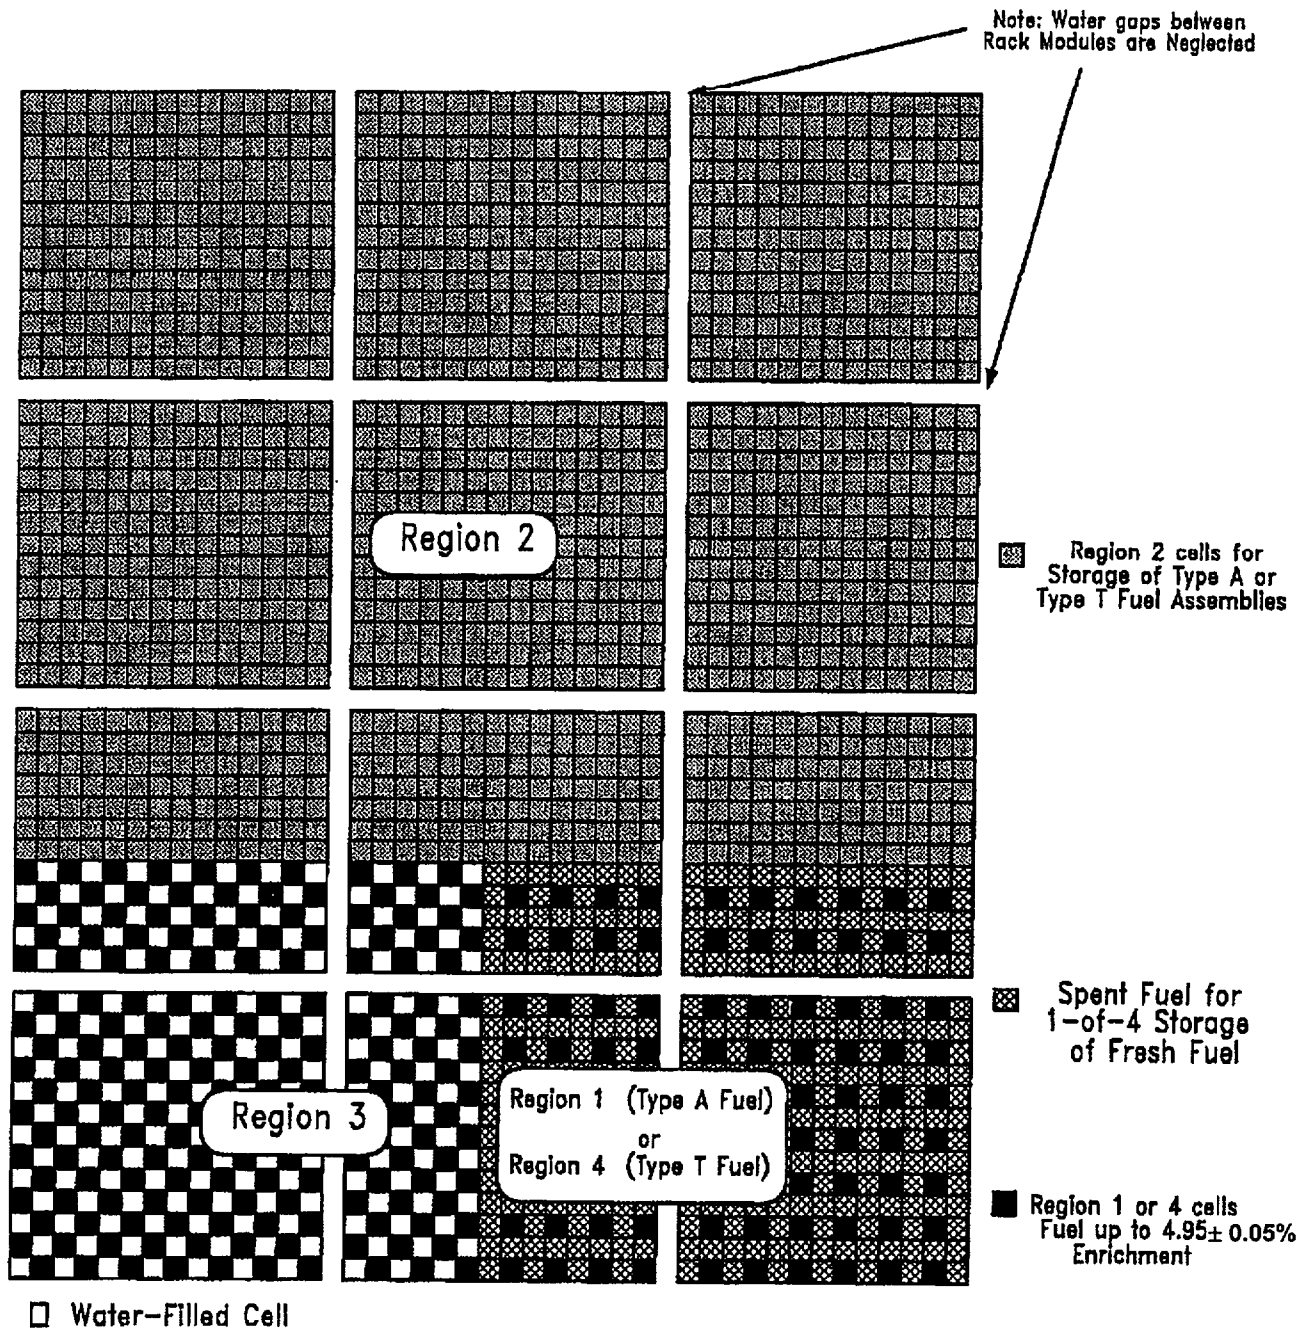 Note: Water gaps between
Rack Modules are Neglected
Region 2
Region 2 cells for
Storage of Type A or
Type T Fuel Assemblies
Spent Fuel for
1-of-4 Storage
of Fresh Fuel
Region 3
Region 1 (Type A Fuel)
or
Region 4 (Type T Fuel)
Region 1 or 4 cells
Fuel up to 4.95± 0.05%
Enrichment
Water-Filled Cell